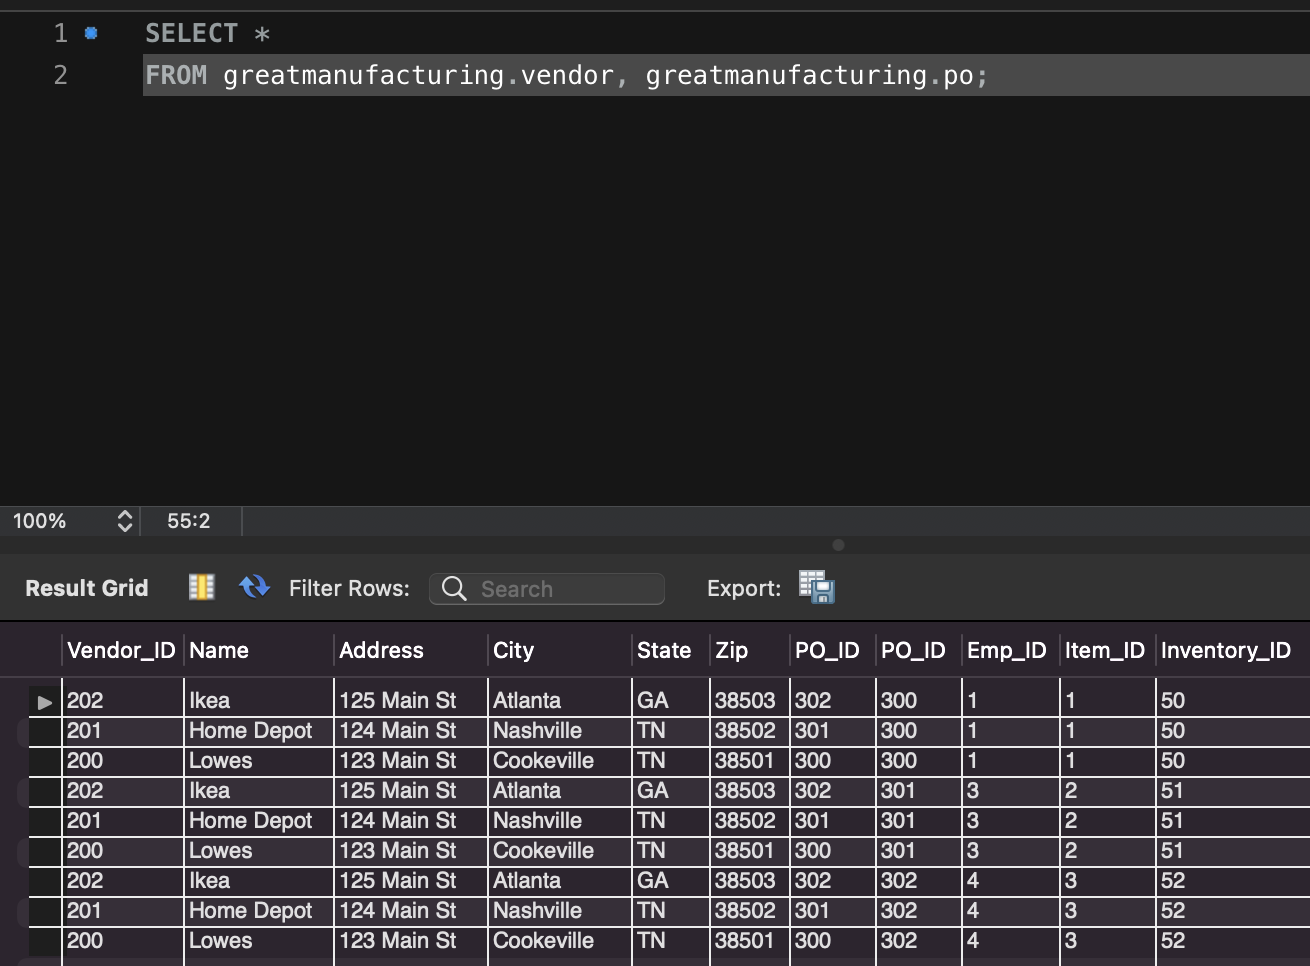 1 SELECT *
2 FROM greatmanufacturing.vendor, greatmanufacturing.po;
100% 55:2
Result Grid Filter Rows: Search Export:
Vendor_ID Name Address City State Zip PO_ID PO_ID Emp_ID Item_ID Inventory_ID
202 Ikea 125 Main St Atlanta GA 38503 302 300 1 1 50
201 Home Depot 124 Main St Nashville TN 38502 301 300 1 1 50
200 Lowes 123 Main St Cookeville TN 38501 300 300 1 1 50
202 Ikea 125 Main St Atlanta GA 38503 302 301 3 2 51
201 Home Depot 124 Main St Nashville TN 38502 301 301 3 2 51
200 Lowes 123 Main St Cookeville TN 38501 300 301 3 2 51
202 Ikea 125 Main St Atlanta GA 38503 302 302 4 3 52
201 Home Depot 124 Main St Nashville TN 38502 301 302 4 3 52
200 Lowes 123 Main St Cookeville TN 38501 300 302 4 3 52